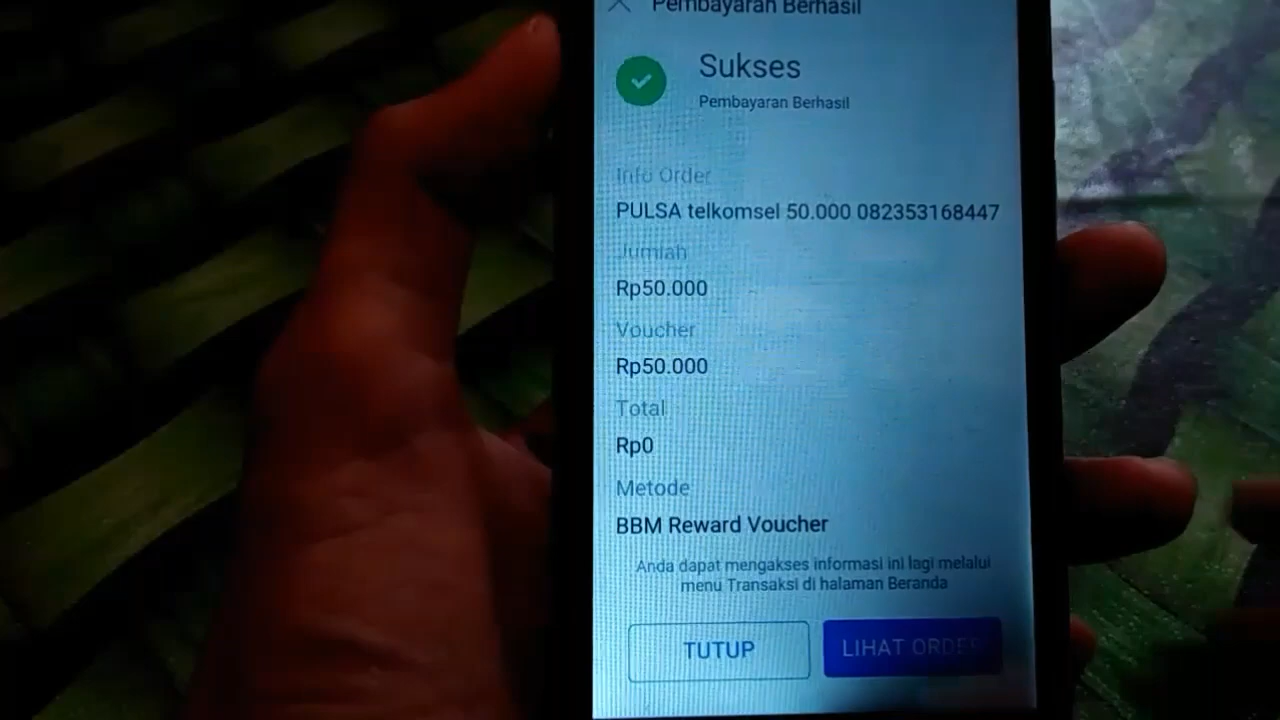 Pembayaran Berhasil
Sukses
Pembayaran Berhasil
Info Order
PULSA telkomsel 50.000 082353168447
Jumlah
Rp50.000
Voucher
Rp50.000
Total
Rp0
Metode
BBM Reward Voucher
Anda dapat mengakses informasi ini lagi melalui
menu Transaksi di halaman Beranda
TUTUP
LIHAT ORDER